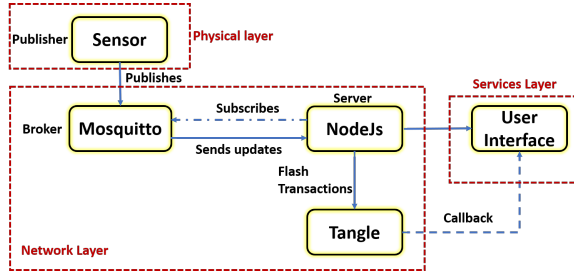 Publisher
Sensor
Physical layer
Publishes
Services Layer
Broker
Mosquitto
Subscribes
Server
NodeJs
Sends updates
User
Interface
Flash
Transactions
Tangle
Callback
Network Layer